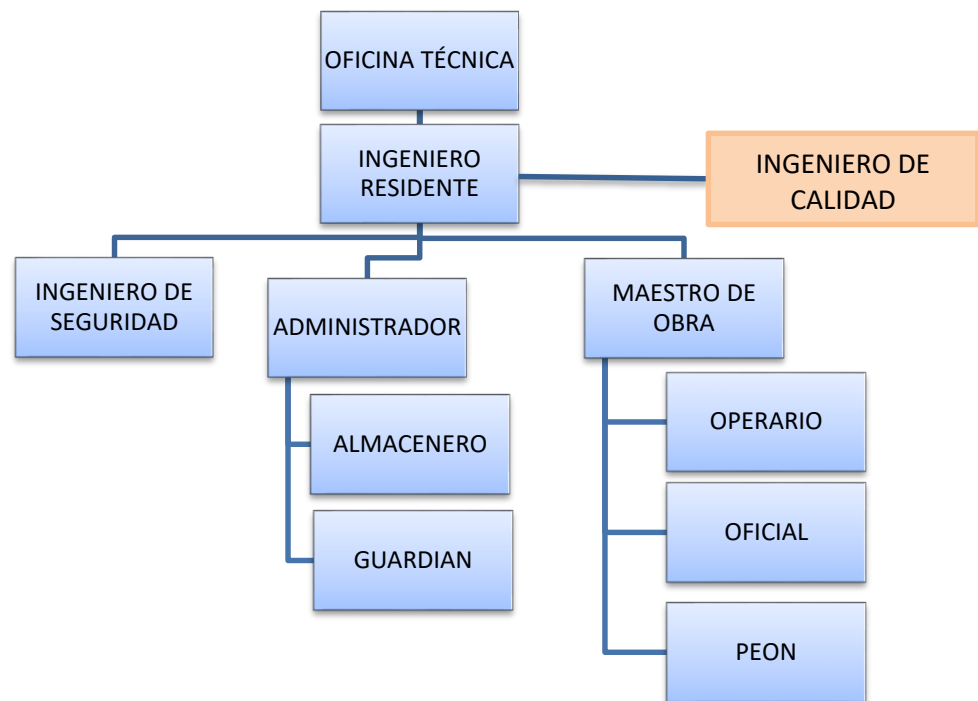 OFICINA TÉCNICA
INGENIERO
RESIDENTE
INGENIERO DE
CALIDAD
INGENIERO DE
SEGURIDAD
ADMINISTRADOR
MAESTRO DE
OBRA
ALMACENERO
GUARDIAN
OPERARIO
OFICIAL
PEON